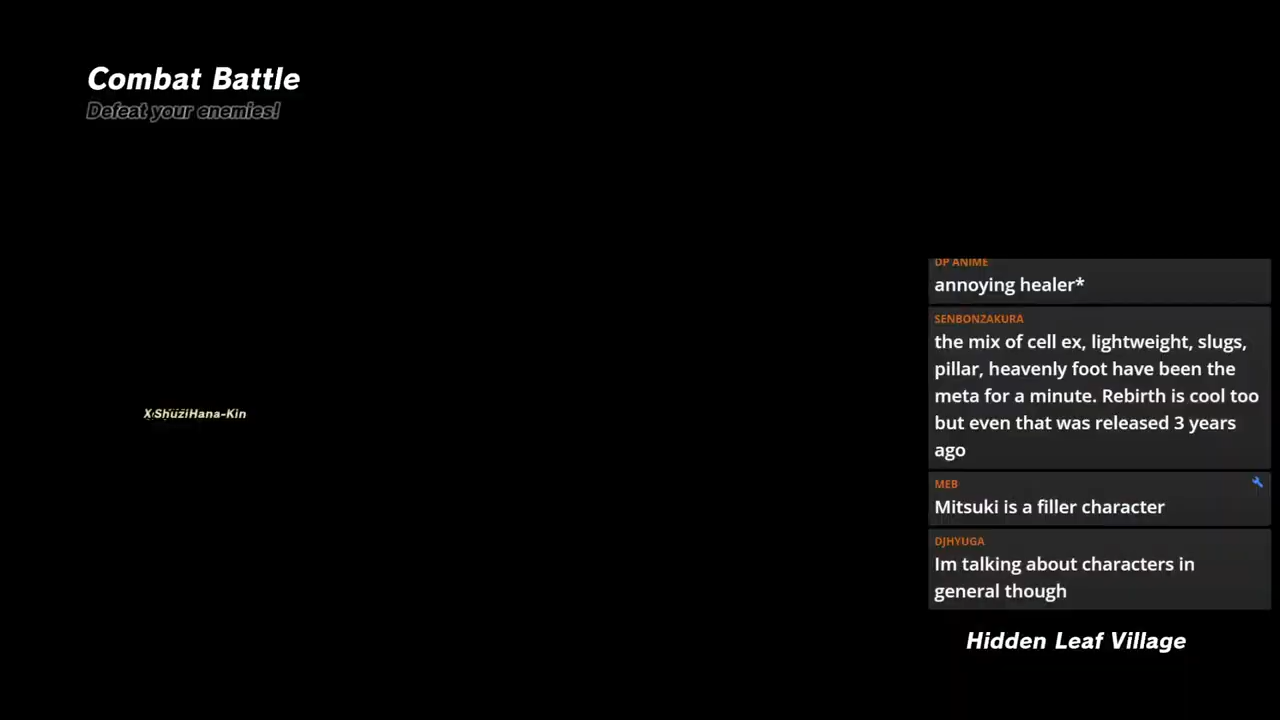 Combat Battle
Defeat your enemies!
DP ANIME
annoying healer*
SENBONZAKURA
the mix of cell ex, lightweight, slugs,
pillar, heavenly foot have been the
meta for a minute. Rebirth is cool too
but even that was released 3 years
ago
XShuziHana-Kin
MEB
Mitsuki is a filler character
DJHYUGA
Im talking about characters in
general though
Hidden Leaf Village